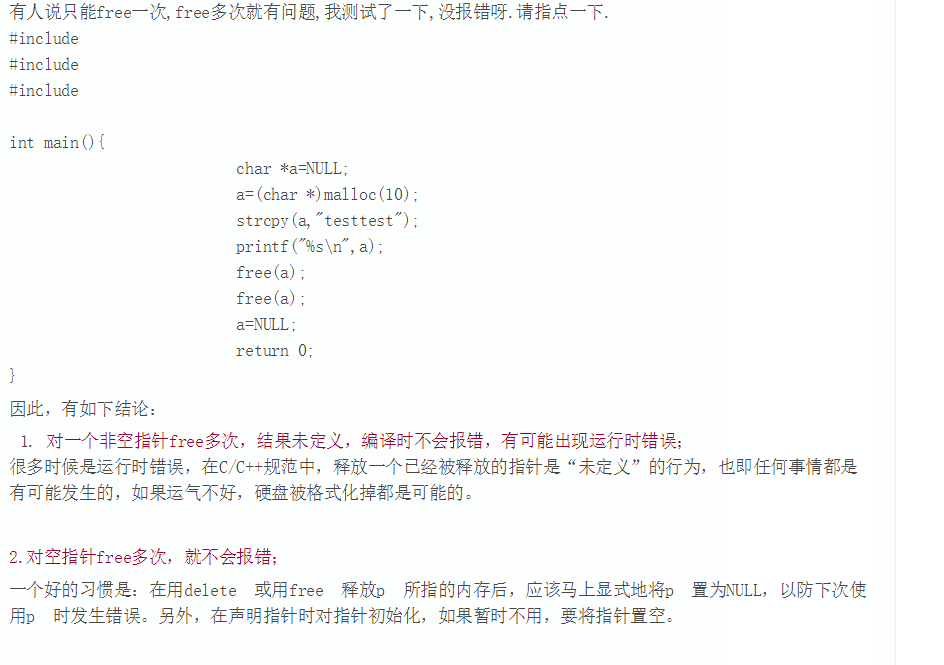 有人说只能free一次,free多次就有问题,我测试了一下,没报错呀.请指点一下.
#include
#include
#include
int main(){
char *a=NULL;
a=(char *)malloc(10);
strcpy(a,"testtest");
printf("%s\n",a);
free(a);
free(a);
a=NULL;
return 0;
}
因此，有如下结论：
1. 对一个非空指针free多次，结果未定义，编译时不会报错，有可能出现运行时错误；
很多时候是运行时错误，在C/C++规范中，释放一个已经被释放的指针是“未定义”的行为，也即任何事情都是
有可能发生的，如果运气不好，硬盘被格式化掉都是可能的。
2.对空指针free多次，就不会报错；
一个好的习惯是：在用delete 或用free 释放p 所指的内存后，应该马上显式地将p 置为NULL，以防下次使
用p 时发生错误。另外，在声明指针时对指针初始化，如果暂时不用，要将指针置空。